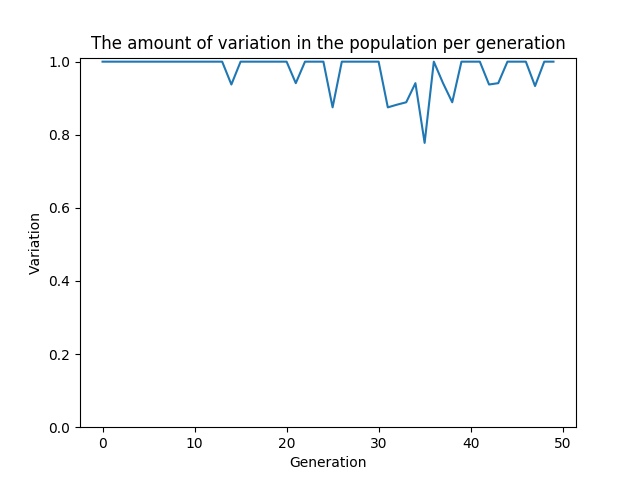 The amount of variation in the population per generation
1.0
0.8
0.6
0.4
0.2
0.0
Variation
0 10 20 30 40 50
Generation